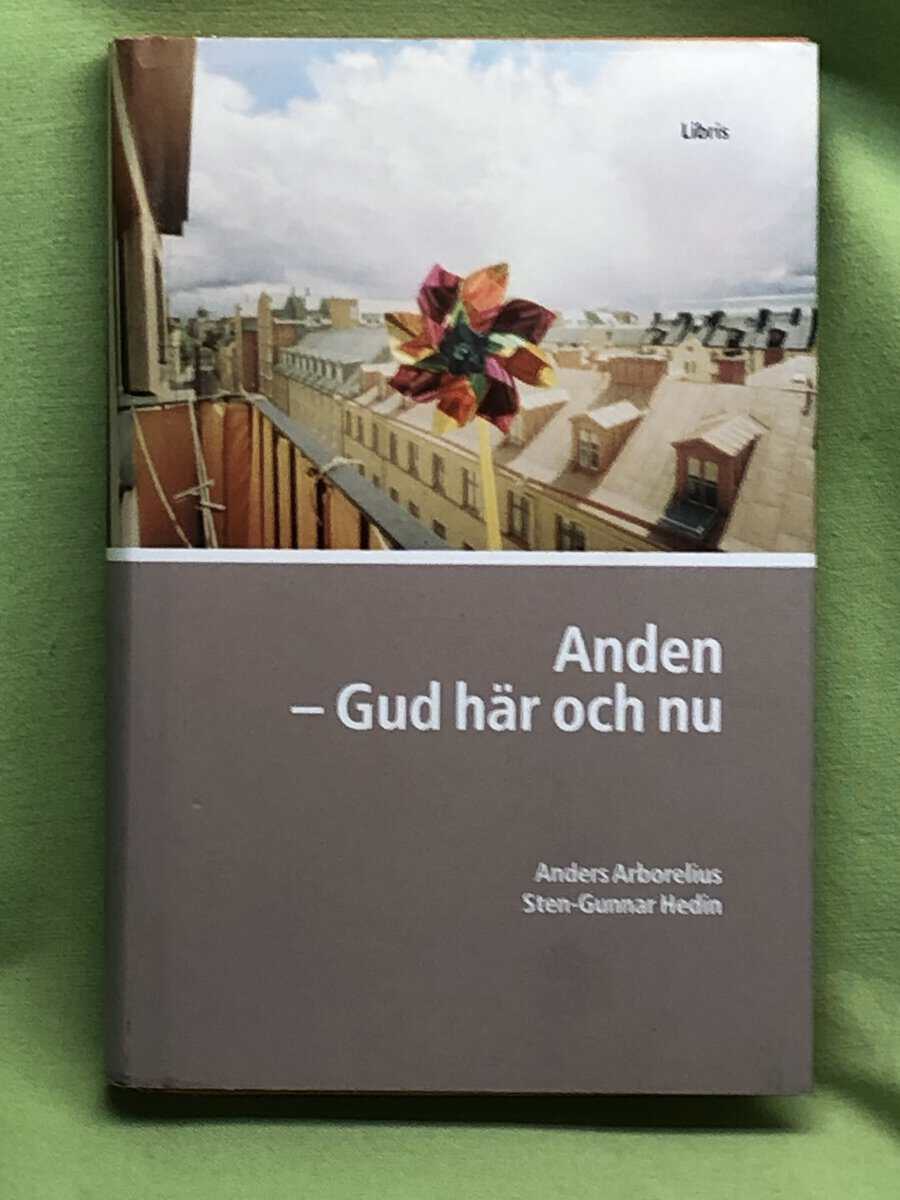 Libris
Anden
– Gud här och nu
Anders Arborelius
Sten-Gunnar Hedin